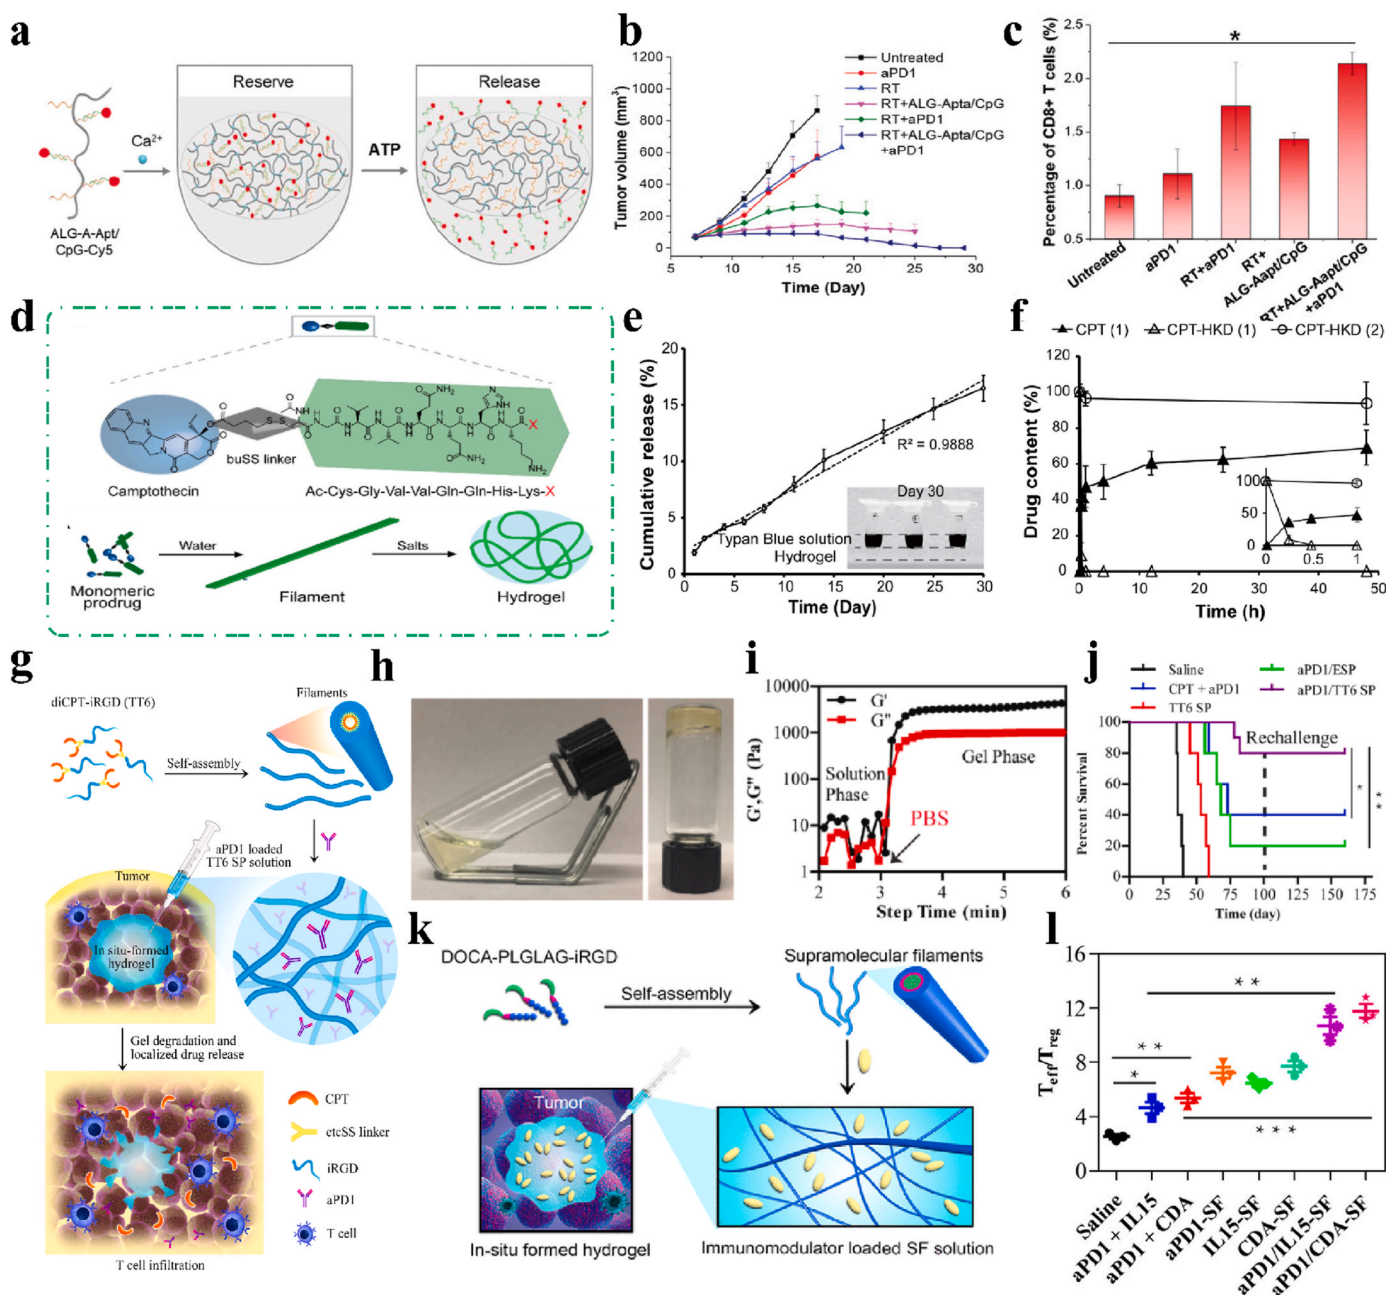 a
Reserve
Release
Ca²⁺
ATP
ALG-A-Apt/
CpG-Cy5
b
Untreated
aPD1
RT
RT+ALG-Apta/CpG
RT+aPD1
RT+ALG-Apta/CpG
+aPD1
Tumor volume (mm³)
1200
1000
800
600
400
200
0
5
10
15
20
25
30
Time (Day)
c
*
Percentage of CD8+ T cells (%)
2.5
2.0
1.5
1.0
0.5
Untreated
aPD1
RT+aPD1
RT+
ALG-Aapt/CpG
RT+ALG-Aapt/CpG
+aPD1
d
N
O
NH₂
HN
S-S
X
buSS linker
Camptothecin
Ac-Cys-Gly-Val-Val-Gln-Gln-His-Lys-X
Water
Salts
Monomeric
prodrug
Filament
Hydrogel
e
Cumulative release (%)
20
15
10
5
0
R² = 0.9888
Day 30
Typan Blue solution
Hydrogel
0
5
10
15
20
25
30
Time (Day)
f
CPT (1)
CPT-HKD (1)
CPT-HKD (2)
Drug content (%)
120
100
80
60
40
20
0
100
50
0
0
0.5
1
0
10
20
30
40
50
Time (h)
g
diCPT-iRGD (TT6)
Filaments
Self-assembly
aPD1 loaded
TT6 SP solution
Tumor
In situ-formed
hydrogel
Gel degradation and
localized drug release
CPT
etcSS linker
iRGD
aPD1
T cell
T cell infiltration
h
i
G',G'' (Pa)
10000
1000
100
10
1
G'
G''
Solution
Phase
Gel Phase
PBS
2
3
4
5
6
Step Time (min)
j
Saline
CPT + aPD1
TT6 SP
aPD1/ESP
aPD1/TT6 SP
Percent Survival
100
80
60
40
20
0
Rechallenge
*
**
0
25
50
75
100
125
150
175
Time (day)
k
DOCA-PLGLAG-iRGD
Supramolecular filaments
Self-assembly
Tumor
In-situ formed hydrogel
Immunomodulator loaded SF solution
l
Teff/Treg
16
12
8
4
0
**
**
*
***
Saline
aPD1 + IL15
aPD1 + CDA
aPD1-SF
IL15-SF
CDA-SF
aPD1/IL15-SF
aPD1/CDA-SF